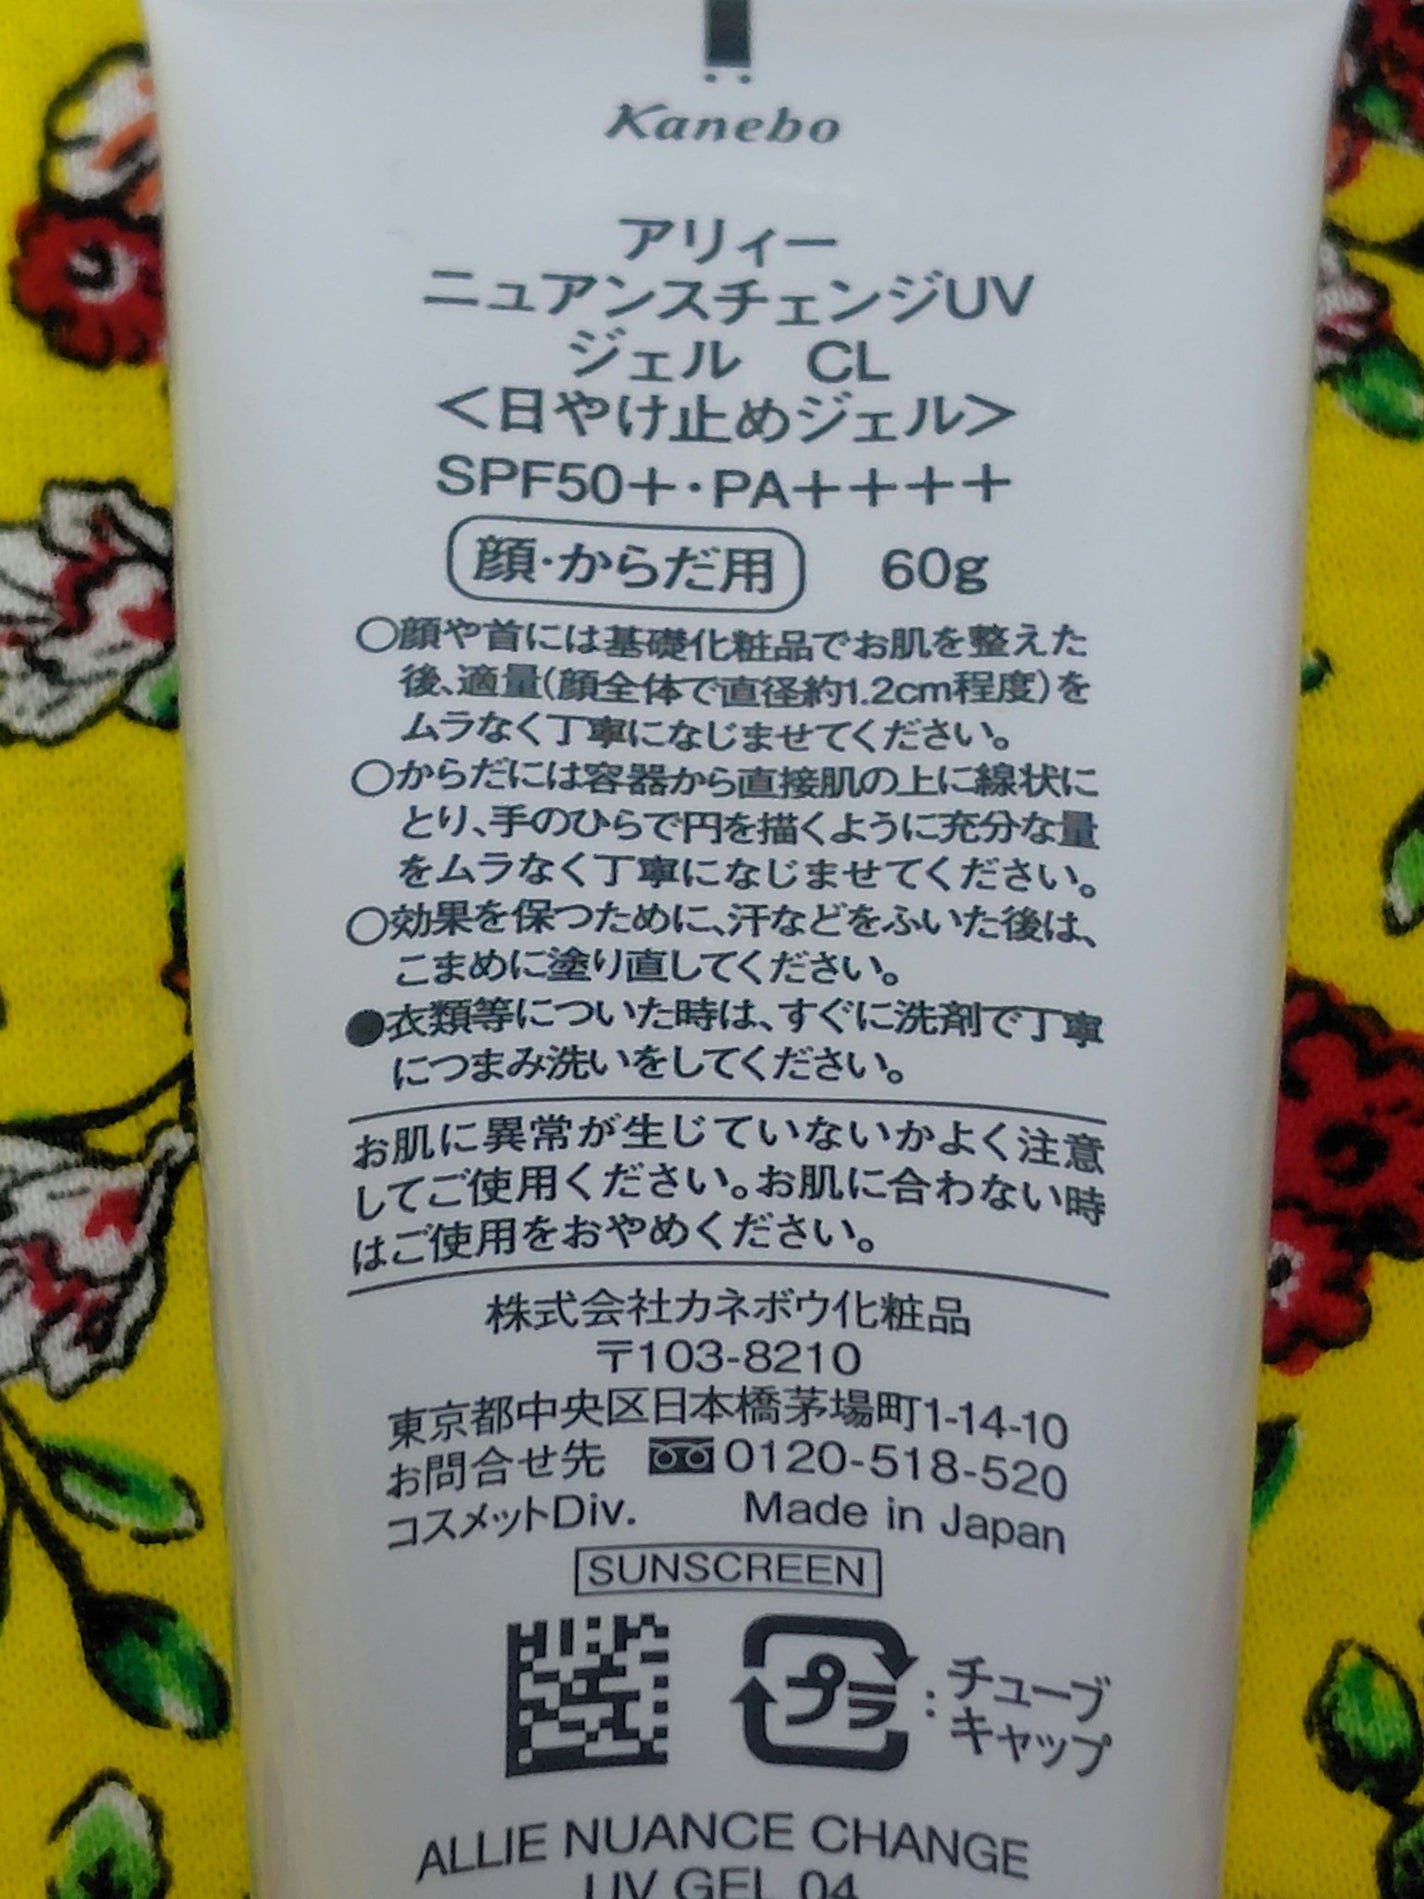 Kanebo
アリィー
ニュアンスチェンジUV
ジェル CL
＜日やけ止めジェル＞
SPF50＋・PA＋＋＋＋
顔・からだ用 60g
○顔や首には基礎化粧品でお肌を整えた
後、適量(顔全体で直径約1.2cm程度)を
ムラなく丁寧になじませてください。
○からだには容器から直接肌の上に線状に
とり、手のひらで円を描くように充分な量
をムラなく丁寧になじませてください。
○効果を保つために、汗などをふいた後は、
こまめに塗り直してください。
●衣類等についた時は、すぐに洗剤で丁寧
につまみ洗いをしてください。
お肌に異常が生じていないかよく注意
してご使用ください。お肌に合わない時
はご使用をおやめください。
株式会社カネボウ化粧品
〒103-8210
東京都中央区日本橋茅場町1-14-10
お問合せ先 0120-518-520
コスメットDiv. Made in Japan
SUNSCREEN
プラ : チューブ
キャップ
ALLIE NUANCE CHANGE
UV GEL 04